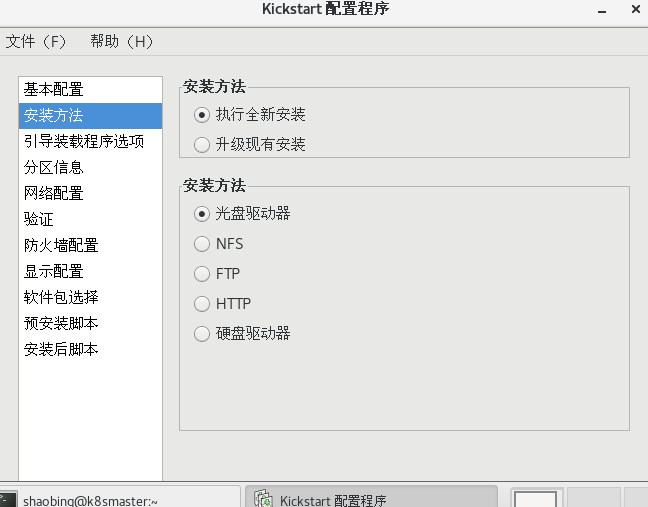 Kickstart 配置程序
文件（F） 帮助（H）
基本配置
安装方法
引导装载程序选项
分区信息
网络配置
验证
防火墙配置
显示配置
软件包选择
预安装脚本
安装后脚本
安装方法
执行全新安装
升级现有安装
安装方法
光盘驱动器
NFS
FTP
HTTP
硬盘驱动器
shaobing@k8smaster:~
Kickstart 配置程序